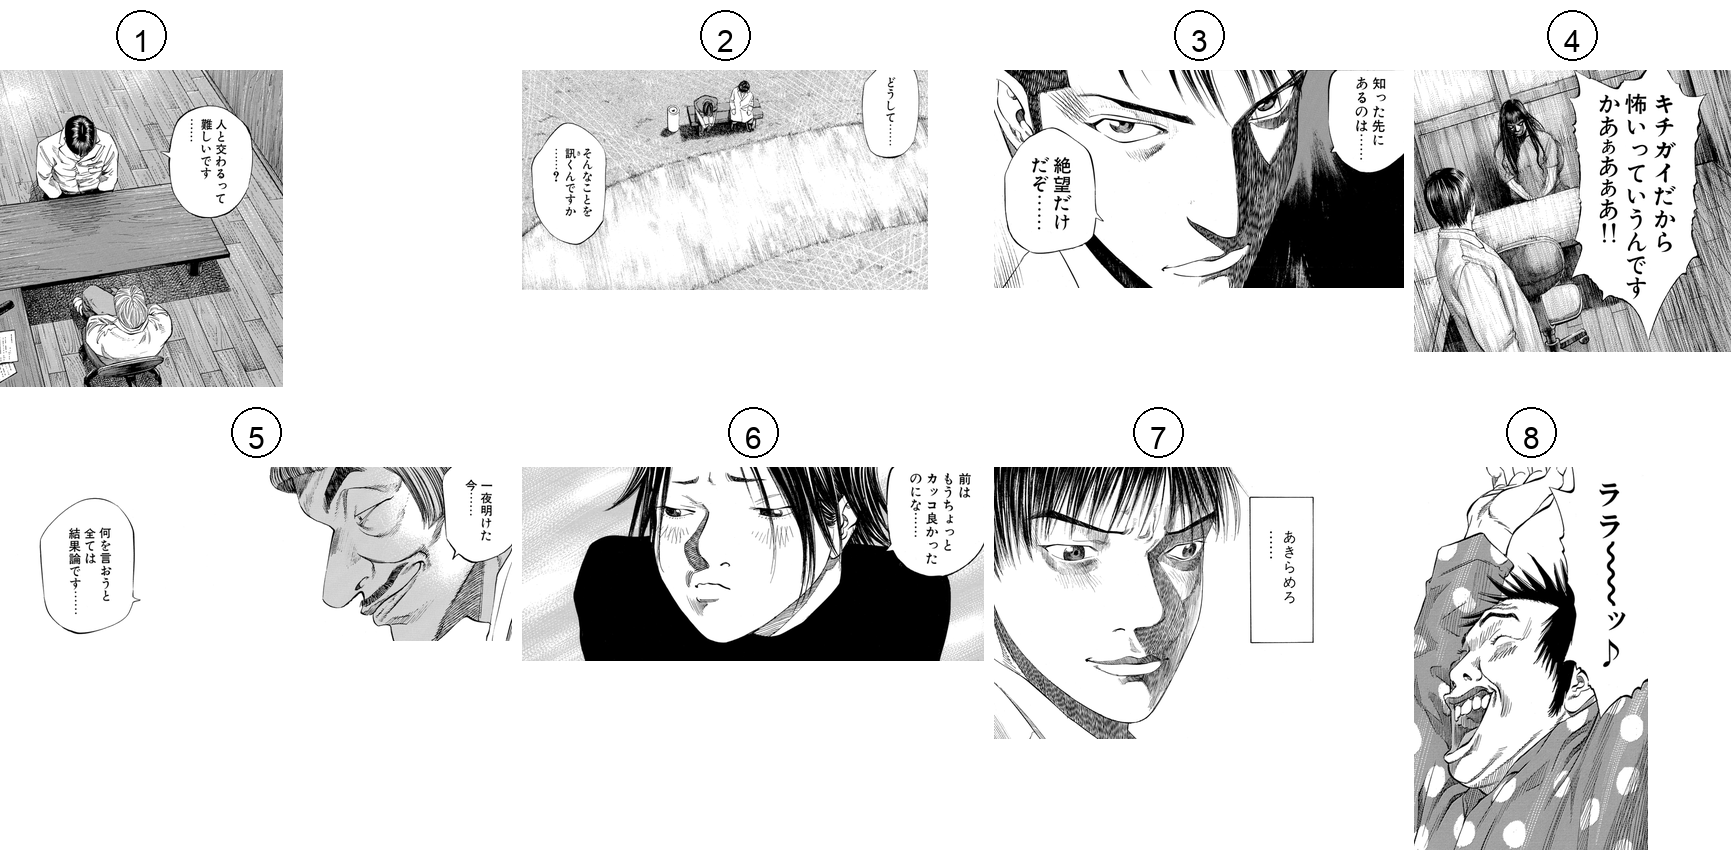 1
人と交わるって
難しいです
……
2
どうして……
そんなことを
訊くんですか
……?
3
知った先に
あるのは……
絶望だけ
だぞ……
4
キチガイだから
怖いっていうんです
かあぁあぁあ!!
5
一夜明けた
今……
何を言おうと
全ては
結果論です……
6
前は
もうちょっと
カッコ良かった
のにな……
7
あきらめろ
……
8
ララ〜〜〜ッ♪